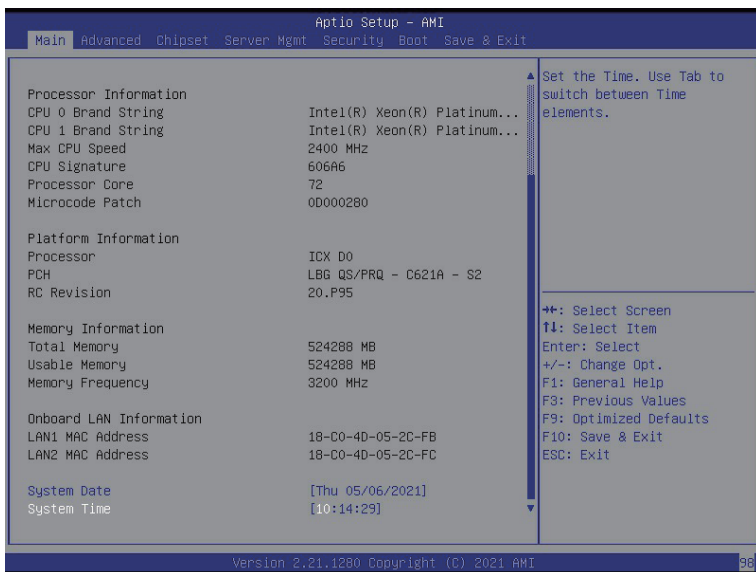 Aptio Setup - AMI
Main Advanced Chipset Server Mgmt Security Boot Save & Exit
Processor Information
CPU 0 Brand String Intel(R) Xeon(R) Platinum...
CPU 1 Brand String Intel(R) Xeon(R) Platinum...
Max CPU Speed 2400 MHz
CPU Signature 606A6
Processor Core 72
Microcode Patch 0D000280
Platform Information
Processor ICX D0
PCH LBG QS/PRQ - C621A - S2
RC Revision 20.P95
Memory Information
Total Memory 524288 MB
Usable Memory 524288 MB
Memory Frequency 3200 MHz
Onboard LAN Information
LAN1 MAC Address 18-C0-4D-05-2C-FB
LAN2 MAC Address 18-C0-4D-05-2C-FC
System Date [Thu 05/06/2021]
System Time [10:14:29]
Set the Time. Use Tab to
switch between Time
elements.
→←: Select Screen
↑↓: Select Item
Enter: Select
+/-: Change Opt.
F1: General Help
F3: Previous Values
F9: Optimized Defaults
F10: Save & Exit
ESC: Exit
Version 2.21.1280 Copyright (C) 2021 AMI
98